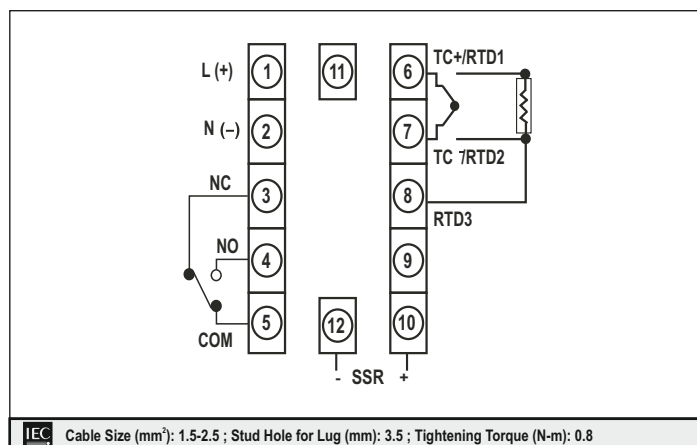 TC+/RTD1
L (+) 1 11 6
N (–) 2 7
TC -/RTD2
NC 3 8
RTD3
NO 4 9
5 12 10
COM
- SSR +
IEC Cable Size (mm²): 1.5-2.5 ; Stud Hole for Lug (mm): 3.5 ; Tightening Torque (N-m): 0.8